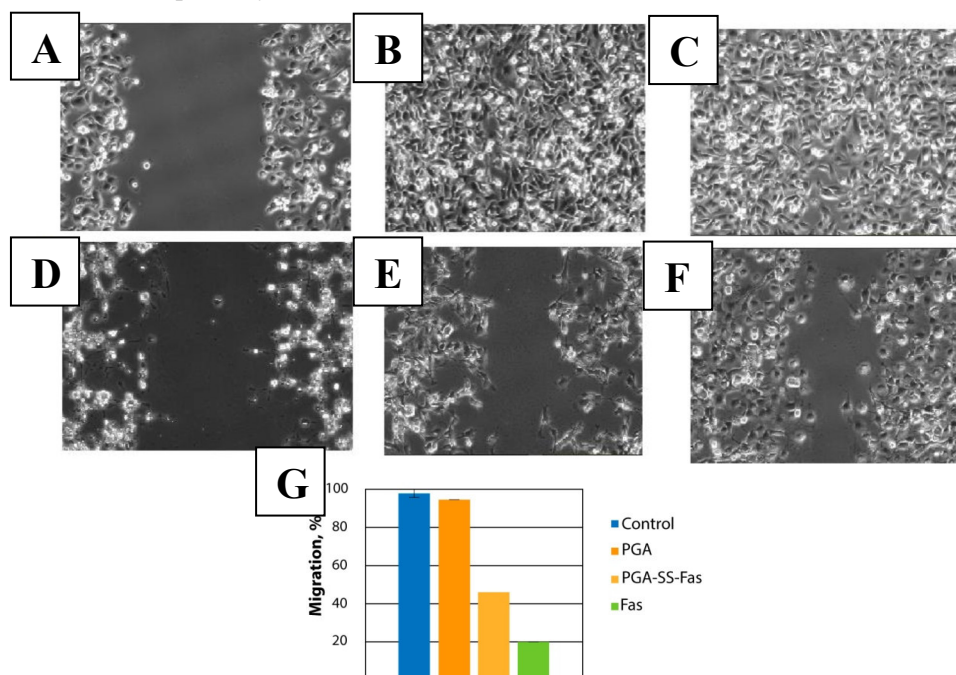 A
B
C
D
E
F
G
100
80
60
40
20
Migration, %
Control
PGA
PGA-SS-Fas
Fas